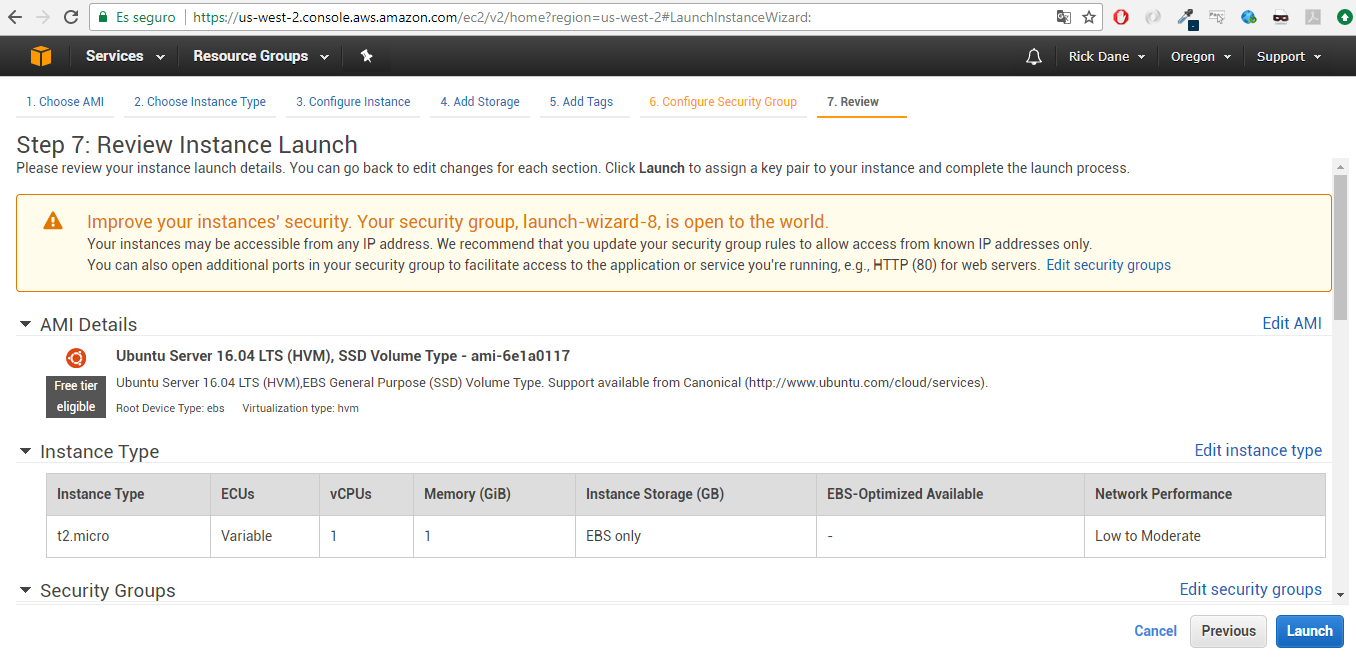 Es seguro https://us-west-2.console.aws.amazon.com/ec2/v2/home?region=us-west-2#LaunchInstanceWizard:
Services Resource Groups Rick Dane Oregon Support
1. Choose AMI 2. Choose Instance Type 3. Configure Instance 4. Add Storage 5. Add Tags 6. Configure Security Group 7. Review
Step 7: Review Instance Launch
Please review your instance launch details. You can go back to edit changes for each section. Click Launch to assign a key pair to your instance and complete the launch process.
Improve your instances' security. Your security group, launch-wizard-8, is open to the world.
Your instances may be accessible from any IP address. We recommend that you update your security group rules to allow access from known IP addresses only.
You can also open additional ports in your security group to facilitate access to the application or service you're running, e.g., HTTP (80) for web servers. Edit security groups
AMI Details Edit AMI
Ubuntu Server 16.04 LTS (HVM), SSD Volume Type - ami-6e1a0117
Free tier eligible
Ubuntu Server 16.04 LTS (HVM),EBS General Purpose (SSD) Volume Type. Support available from Canonical (http://www.ubuntu.com/cloud/services).
Root Device Type: ebs Virtualization type: hvm
Instance Type Edit instance type
Instance Type ECUs vCPUs Memory (GiB) Instance Storage (GB) EBS-Optimized Available Network Performance
t2.micro Variable 1 1 EBS only - Low to Moderate
Security Groups Edit security groups
Cancel Previous Launch